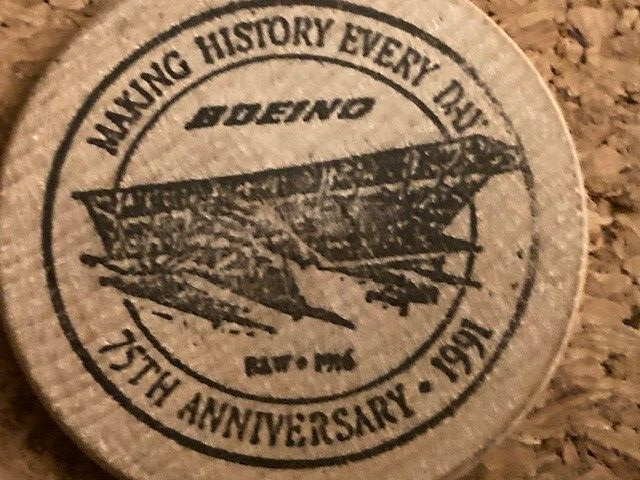 MAKING HISTORY EVERY DAY
BOEING
B&W • 1916
75TH ANNIVERSARY • 1991